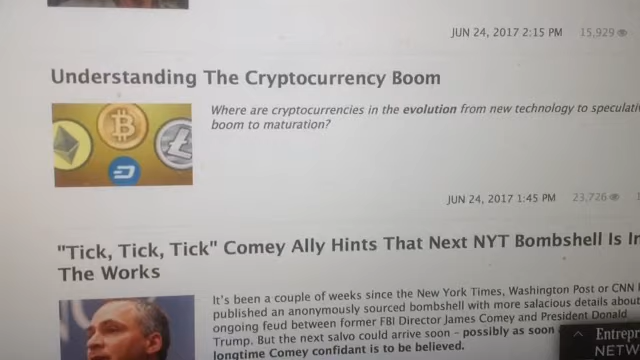 JUN 24, 2017 2:15 PM 15,929
Understanding The Cryptocurrency Boom
Where are cryptocurrencies in the evolution from new technology to
boom to maturation?
JUN 24, 2017 1:45 PM 23,726
"Tick, Tick, Tick" Comey Ally Hints That Next NYT Bombshell Is
The Works
It's been a couple of weeks since the New York Times, Washington Post or CNN
published an anonymously sourced bombshell with more salacious details about
ongoing feud between former FBI Director James Comey and President Donald
Trump. But the next salvo could arrive soon – possibly as soon
longtime Comey confidant is to be believed.